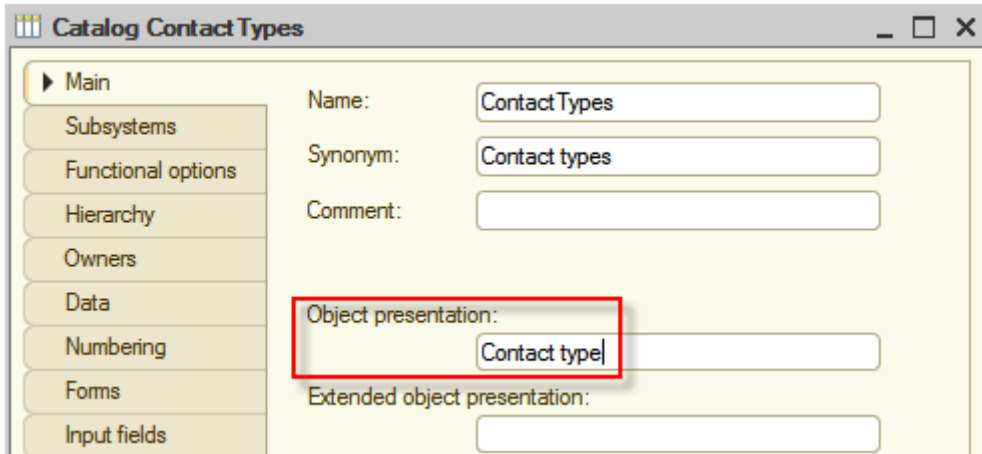 Catalog ContactTypes
Main
Subsystems
Functional options
Hierarchy
Owners
Data
Numbering
Forms
Input fields
Name: ContactTypes
Synonym: Contact types
Comment:
Object presentation:
Contact type
Extended object presentation: